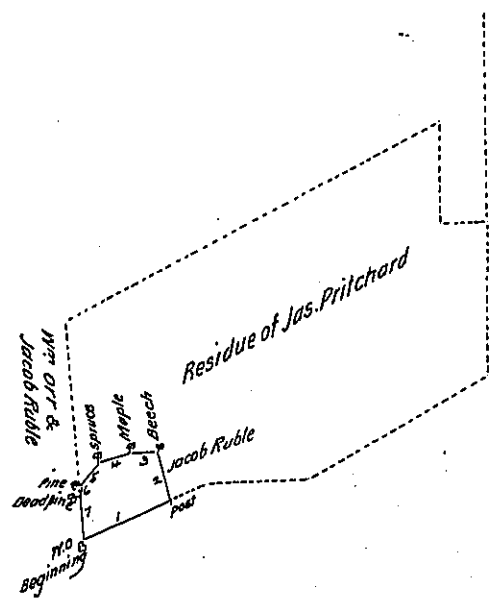 Residue of Jas. Pritchard
Wm Orr &
Jacob Ruble
Spruce
Maple
Beech
Jacob Ruble
Pine
Dead pine
Post
W.O
Beginning
1
2
3
4
5
6
7